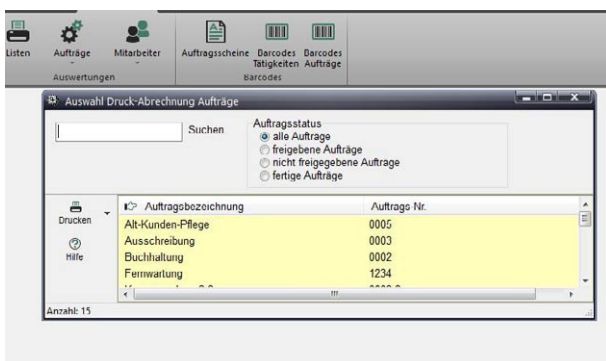 Listen Aufträge Mitarbeiter Auftragsscheine Barcodes Barcodes
Tätigkeiten Aufträge
Auswertungen Barcodes
Auswahl Druck-Abrechnung Aufträge
Auftragsstatus
Suchen
alle Auftrage
freigebene Aufträge
nicht freigegebene Auftrage
fertige Aufträge
Drucken
Hilfe
Auftragsbezeichnung Auftrags-Nr.
Alt-Kunden-Pflege 0005
Ausschreibung 0003
Buchhaltung 0002
Fernwartung 1234
Anzahl: 15